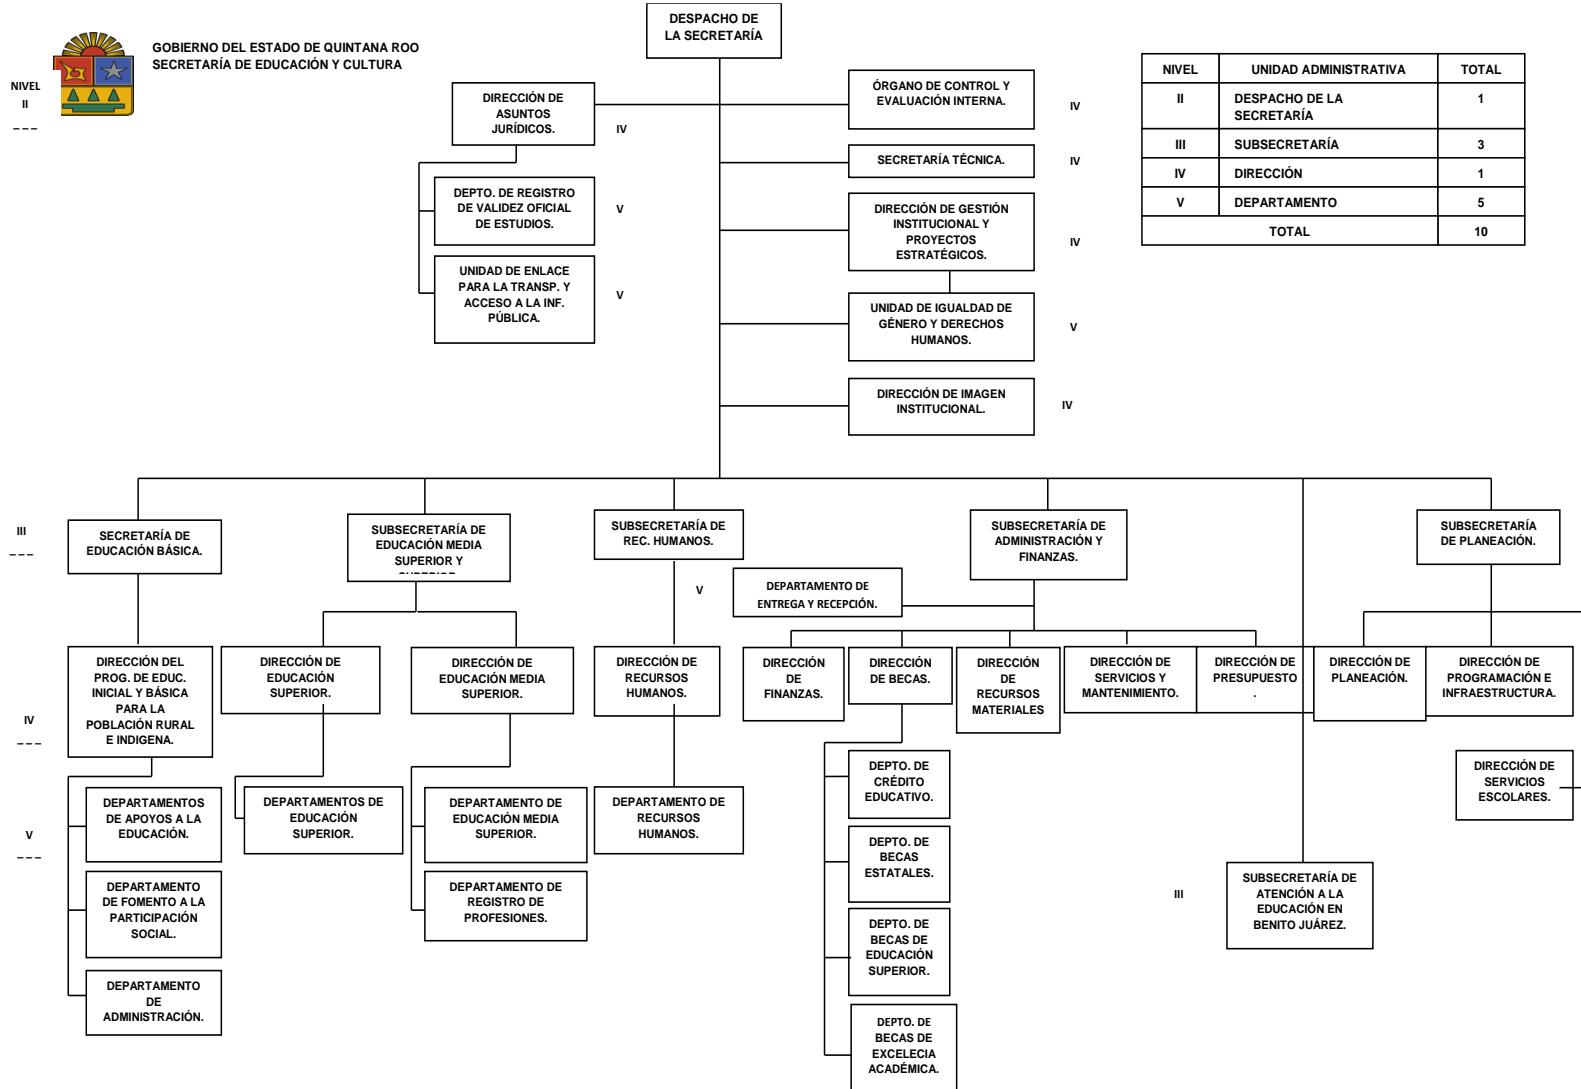 DESPACHO DE
LA SECRETARÍA
GOBIERNO DEL ESTADO DE QUINTANA ROO
SECRETARÍA DE EDUCACIÓN Y CULTURA
NIVEL
II
---
NIVEL UNIDAD ADMINISTRATIVA TOTAL
II DESPACHO DE LA 1
SECRETARÍA
III SUBSECRETARÍA 3
IV DIRECCIÓN 1
V DEPARTAMENTO 5
TOTAL 10
DIRECCIÓN DE
ASUNTOS
JURÍDICOS.
IV
DEPTO. DE REGISTRO
DE VALIDEZ OFICIAL
DE ESTUDIOS.
V
UNIDAD DE ENLACE
PARA LA TRANSP. Y
ACCESO A LA INF.
PÚBLICA.
V
ÓRGANO DE CONTROL Y
EVALUACIÓN INTERNA.
IV
SECRETARÍA TÉCNICA.
IV
DIRECCIÓN DE GESTIÓN
INSTITUCIONAL Y
PROYECTOS
ESTRATÉGICOS.
IV
UNIDAD DE IGUALDAD DE
GÉNERO Y DERECHOS
HUMANOS.
V
DIRECCIÓN DE IMAGEN
INSTITUCIONAL.
IV
III
---
SECRETARÍA DE
EDUCACIÓN BÁSICA.
SUBSECRETARÍA DE
EDUCACIÓN MEDIA
SUPERIOR Y
SUBSECRETARÍA DE
REC. HUMANOS.
SUBSECRETARÍA DE
ADMINISTRACIÓN Y
FINANZAS.
SUBSECRETARÍA
DE PLANEACIÓN.
V
DEPARTAMENTO DE
ENTREGA Y RECEPCIÓN.
IV
---
DIRECCIÓN DEL
PROG. DE EDUC.
INICIAL Y BÁSICA
PARA LA
POBLACIÓN RURAL
E INDIGENA.
DIRECCIÓN DE
EDUCACIÓN
SUPERIOR.
DIRECCIÓN DE
EDUCACIÓN MEDIA
SUPERIOR.
DIRECCIÓN DE
RECURSOS
HUMANOS.
DIRECCIÓN
DE
FINANZAS.
DIRECCIÓN
DE BECAS.
DIRECCIÓN
DE
RECURSOS
MATERIALES
DIRECCIÓN DE
SERVICIOS Y
MANTENIMIENTO.
DIRECCIÓN DE
PRESUPUESTO
.
DIRECCIÓN DE
PLANEACIÓN.
DIRECCIÓN DE
PROGRAMACIÓN E
INFRAESTRUCTURA.
DIRECCIÓN DE
SERVICIOS
ESCOLARES.
V
---
DEPARTAMENTOS
DE APOYOS A LA
EDUCACIÓN.
DEPARTAMENTO
DE FOMENTO A LA
PARTICIPACIÓN
SOCIAL.
DEPARTAMENTO
DE
ADMINISTRACIÓN.
DEPARTAMENTOS DE
EDUCACIÓN
SUPERIOR.
DEPARTAMENTO DE
EDUCACIÓN MEDIA
SUPERIOR.
DEPARTAMENTO DE
REGISTRO DE
PROFESIONES.
DEPARTAMENTO DE
RECURSOS
HUMANOS.
DEPTO. DE
CRÉDITO
EDUCATIVO.
DEPTO. DE
BECAS
ESTATALES.
DEPTO. DE
BECAS DE
EDUCACIÓN
SUPERIOR.
DEPTO. DE
BECAS DE
EXCELECIA
ACADÉMICA.
III
SUBSECRETARÍA DE
ATENCIÓN A LA
EDUCACIÓN EN
BENITO JUÁREZ.